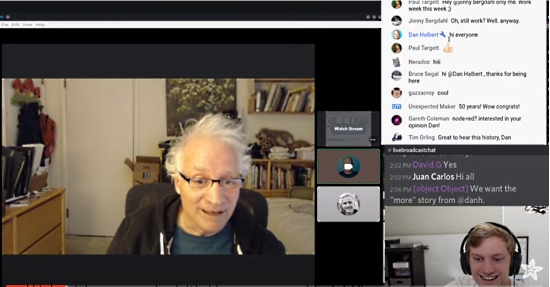 File Edit View Help
Paul Targett Hey @jonny bergdahl only me. Work
week this week ;)
Jonny Bergdahl Oh, still work? Well. anyway.
Dan Halbert hi everyone
Paul Targett 👍
Neradoc hiii
Bruce Segal hi @Dan Halbert , thanks for being
here
gazzacroy cool
Unexpected Maker 50 years! Wow congrats!
Gareth Coleman node-red? interested in your
opinion Dan!
Tim Orling Great to hear this history, Dan
Watch Stream
#livebroadcastchat
2:02 PM David.G Yes
2:02 PM Juan Carlos Hi all
2:06 PM [object Object] We want the
"more" story from @danh.